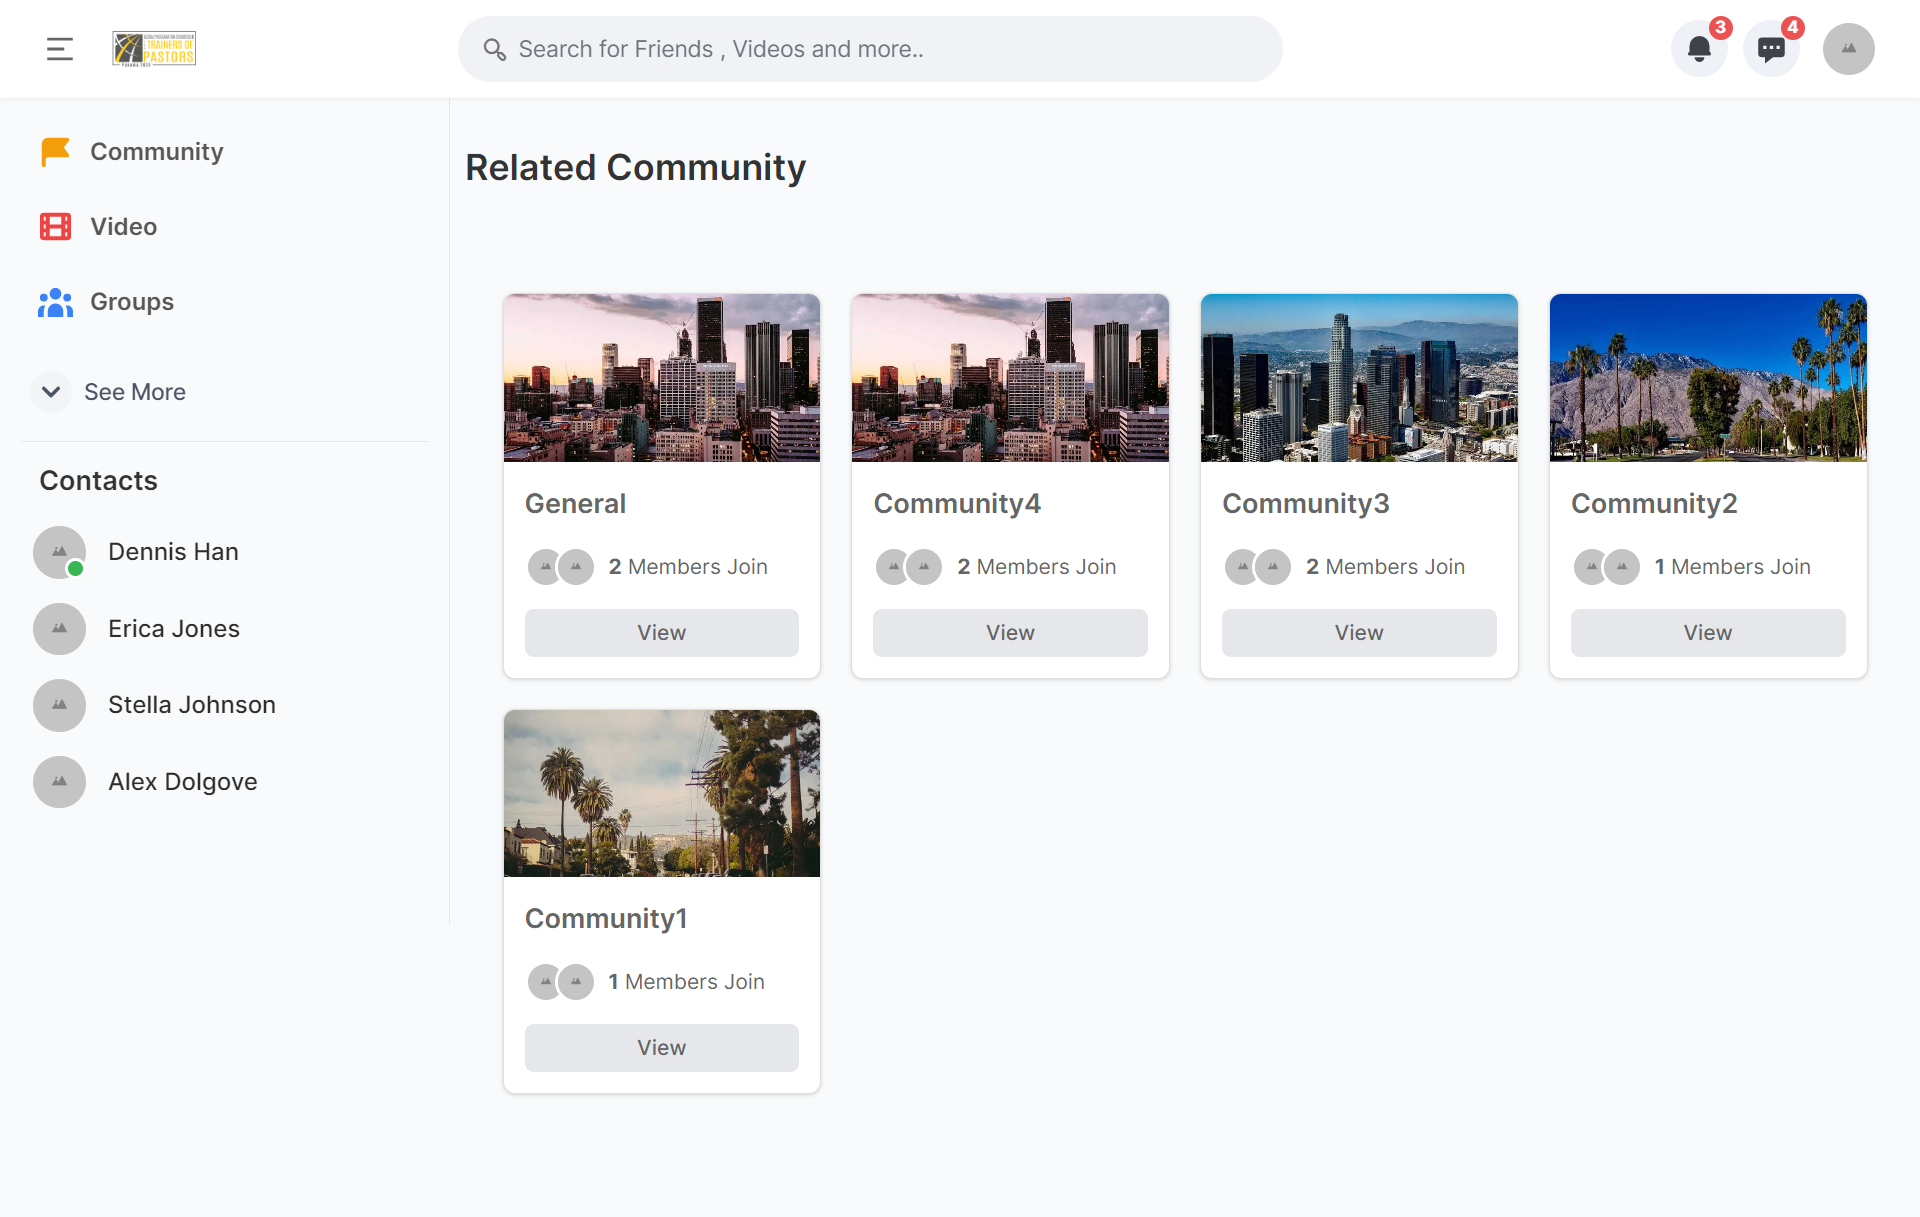 TRAINERS OF
PASTORS
Search for Friends , Videos and more..
3
4
Community
Video
Groups
See More
Contacts
Dennis Han
Erica Jones
Stella Johnson
Alex Dolgove
Related Community
General
2 Members Join
View
Community4
2 Members Join
View
Community3
2 Members Join
View
Community2
1 Members Join
View
Community1
1 Members Join
View